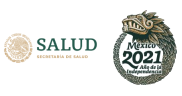 SALUD
SECRETARÍA DE SALUD
México
2021
Año de la
Independencia